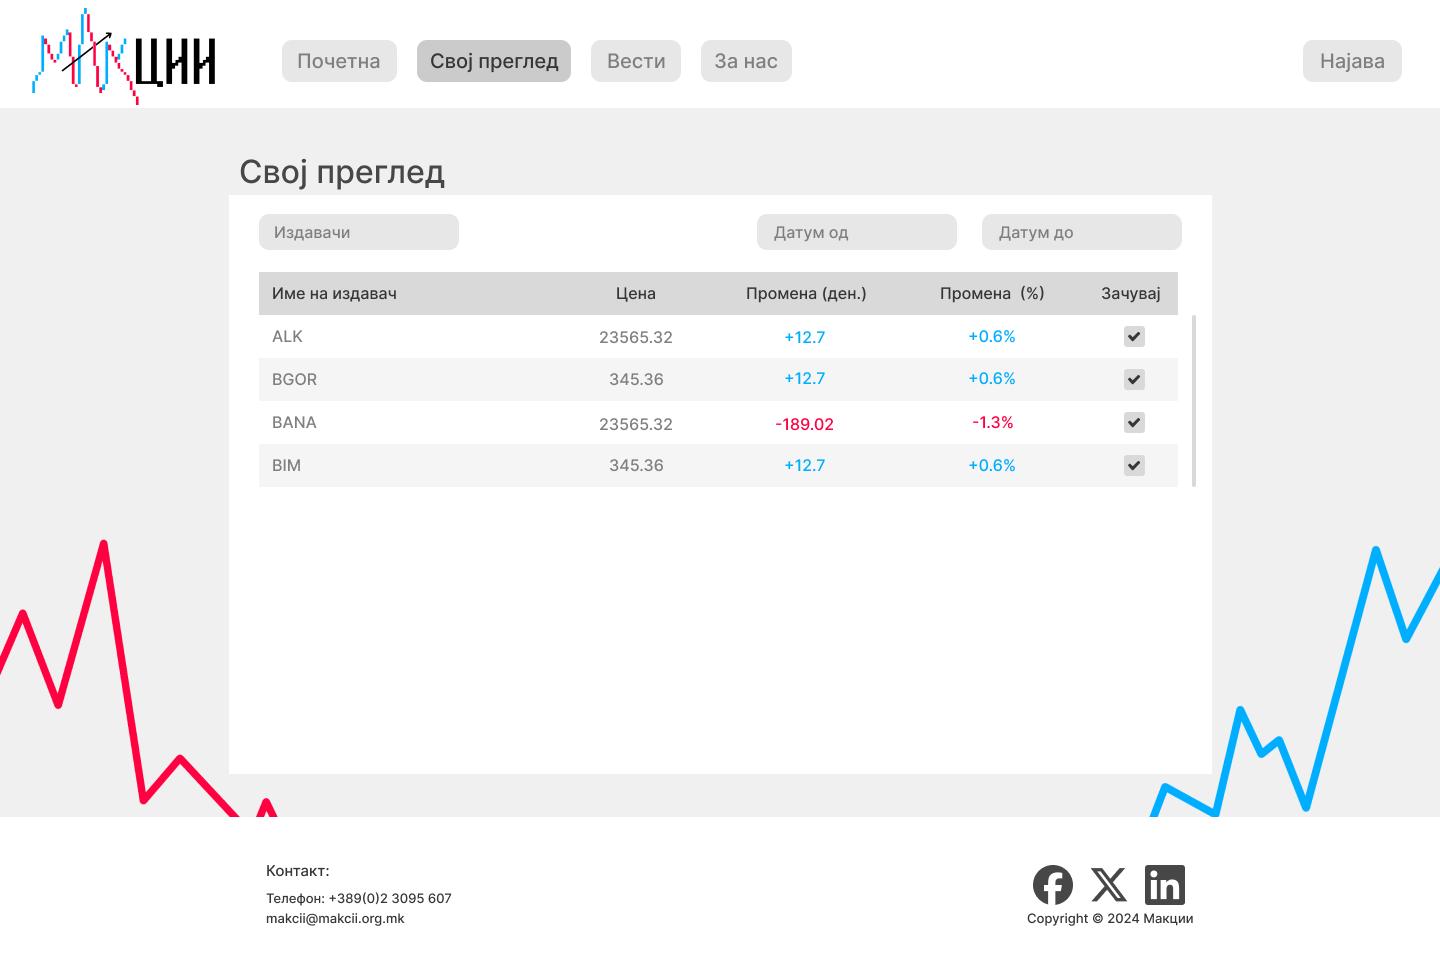 МАКции
Почетна Свој преглед Вести За нас Најава
Свој преглед
Издавачи Датум од Датум до
Име на издавач Цена Промена (ден.) Промена (%) Зачувај
ALK 23565.32 +12.7 +0.6%
BGOR 345.36 +12.7 +0.6%
BANA 23565.32 -189.02 -1.3%
BIM 345.36 +12.7 +0.6%
Контакт:
Телефон: +389(0)2 3095 607
makcii@makcii.org.mk
Copyright © 2024 Макции